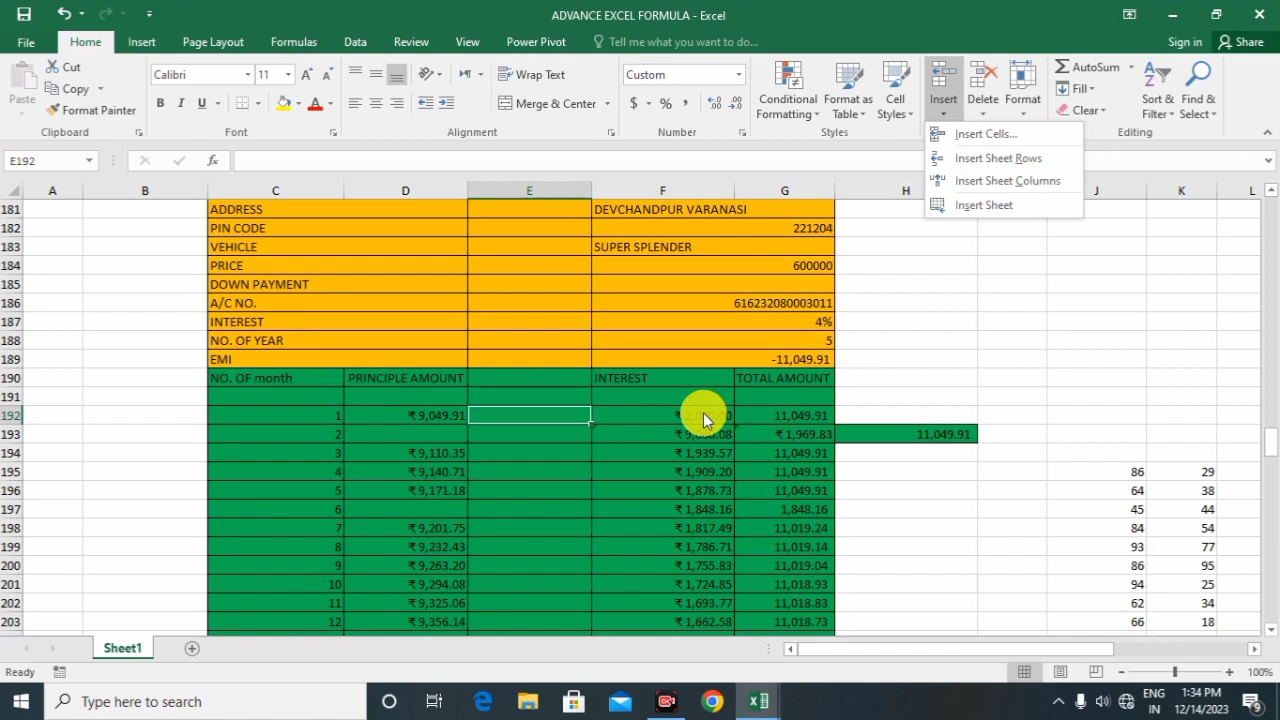 ADVANCE EXCEL FORMULA - Excel
File Home Insert Page Layout Formulas Data Review View Power Pivot Tell me what you want to do... Sign in Share
Paste Cut Copy Format Painter Clipboard
Calibri 11 A A B I U A Font
Wrap Text Merge & Center Alignment
Custom $ % , Number
Conditional Formatting Format as Table Cell Styles Styles
Insert Delete Format
AutoSum Fill Clear Sort & Filter Find & Select Editing
Insert Cells...
Insert Sheet Rows
Insert Sheet Columns
Insert Sheet
E192 fx
A B C D E F G H J K L
181 ADDRESS DEVCHANDPUR VARANASI
182 PIN CODE 221204
183 VEHICLE SUPER SPLENDER
184 PRICE 600000
185 DOWN PAYMENT
186 A/C NO. 616232080003011
187 INTEREST 4%
188 NO. OF YEAR 5
189 EMI -11,049.91
190 NO. OF month PRINCIPLE AMOUNT INTEREST TOTAL AMOUNT
191
192 1 ₹ 9,049.91 11,049.91
193 2 ₹ 1,969.83 11,049.91
194 3 ₹ 9,110.35 ₹ 1,939.57 11,049.91
195 4 ₹ 9,140.71 ₹ 1,909.20 11,049.91 86 29
196 5 ₹ 9,171.18 ₹ 1,878.73 11,049.91 64 38
197 6 ₹ 1,848.16 1,848.16 45 44
198 7 ₹ 9,201.75 ₹ 1,817.49 11,019.24 84 54
199 8 ₹ 9,232.43 ₹ 1,786.71 11,019.14 93 77
200 9 ₹ 9,263.20 ₹ 1,755.83 11,019.04 86 95
201 10 ₹ 9,294.08 ₹ 1,724.85 11,018.93 94 25
202 11 ₹ 9,325.06 ₹ 1,693.77 11,018.83 62 34
203 12 ₹ 9,356.14 ₹ 1,662.58 11,018.73 66 18
Sheet1
Ready 100%
Type here to search
ENG 1:34 PM
IN 12/14/2023 9